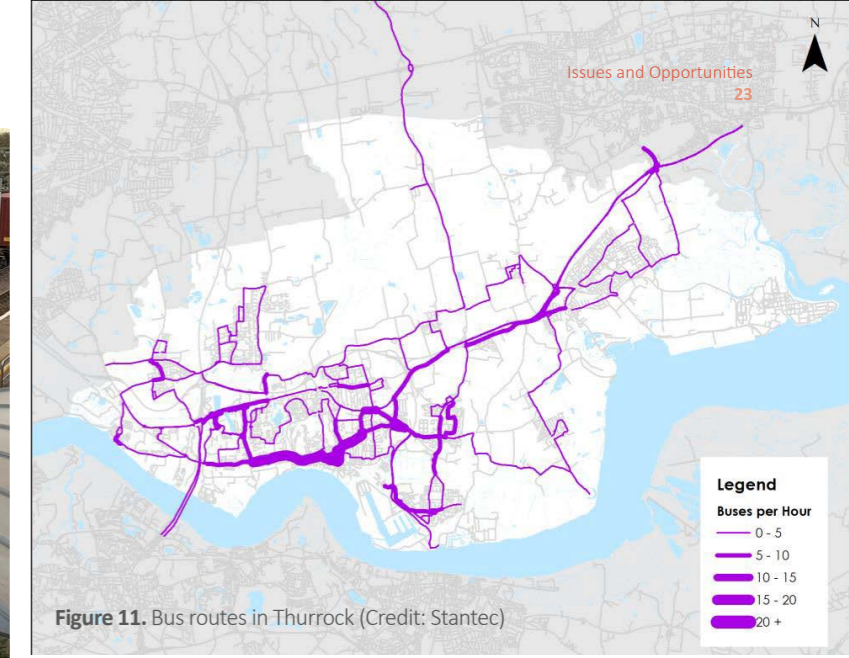 N
Issues and Opportunities
23
Legend
Buses per Hour
0 - 5
5 - 10
10 - 15
15 - 20
20 +
Figure 11. Bus routes in Thurrock (Credit: Stantec)